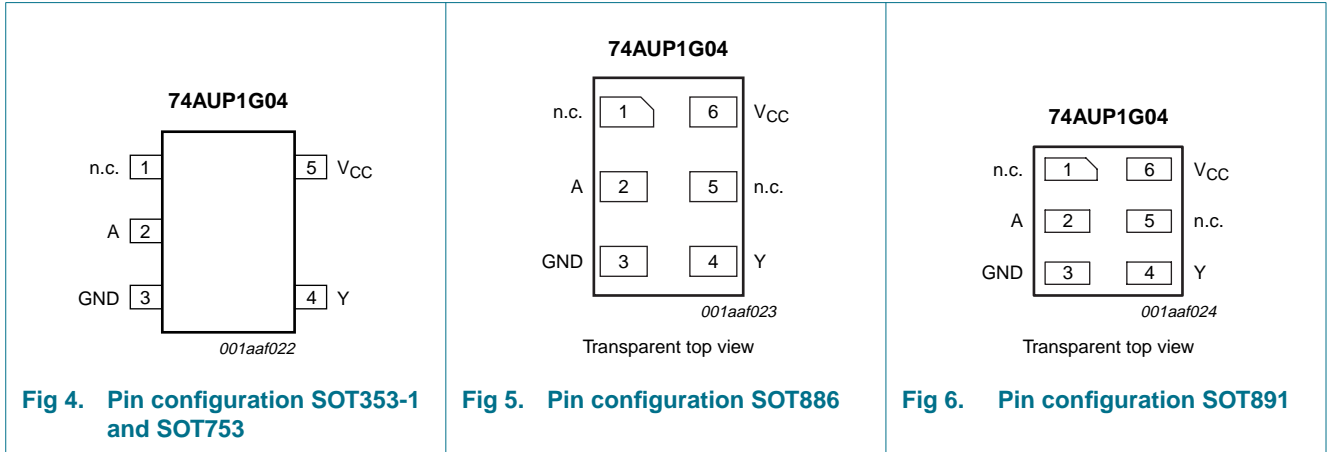 74AUP1G04
n.c. 1
5 VCC
A 2
GND 3
4 Y
001aaf022
Fig 4. Pin configuration SOT353-1
and SOT753
74AUP1G04
n.c. 1 6 VCC
A 2 5 n.c.
GND 3 4 Y
001aaf023
Transparent top view
Fig 5. Pin configuration SOT886
74AUP1G04
n.c. 1 6 VCC
A 2 5 n.c.
GND 3 4 Y
001aaf024
Transparent top view
Fig 6. Pin configuration SOT891